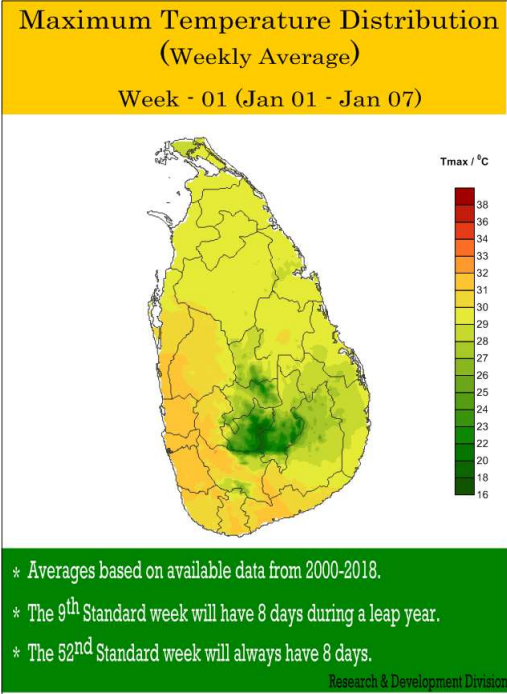 Maximum Temperature Distribution
(Weekly Average)
Week - 01 (Jan 01 - Jan 07)
Tmax / ⁰C
38
36
34
33
32
31
30
29
28
27
26
25
24
23
22
20
18
16
* Averages based on available data from 2000-2018.
* The 9th Standard week will have 8 days during a leap year.
* The 52nd Standard week will always have 8 days.
Research & Development Division